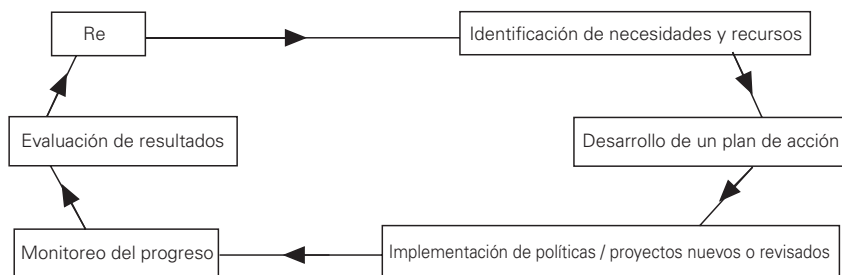 Re
Identificación de necesidades y recursos
Evaluación de resultados
Desarrollo de un plan de acción
Monitoreo del progreso
Implementación de políticas / proyectos nuevos o revisados